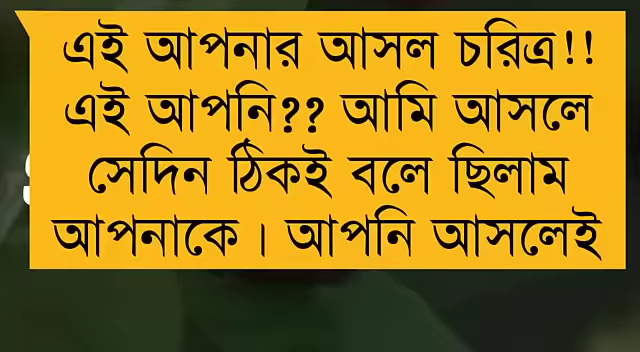 এই আপনার আসল চরিত্র!!
এই আপনি?? আমি আসলে
সেদিন ঠিকই বলে ছিলাম
আপনাকে। আপনি আসলেই